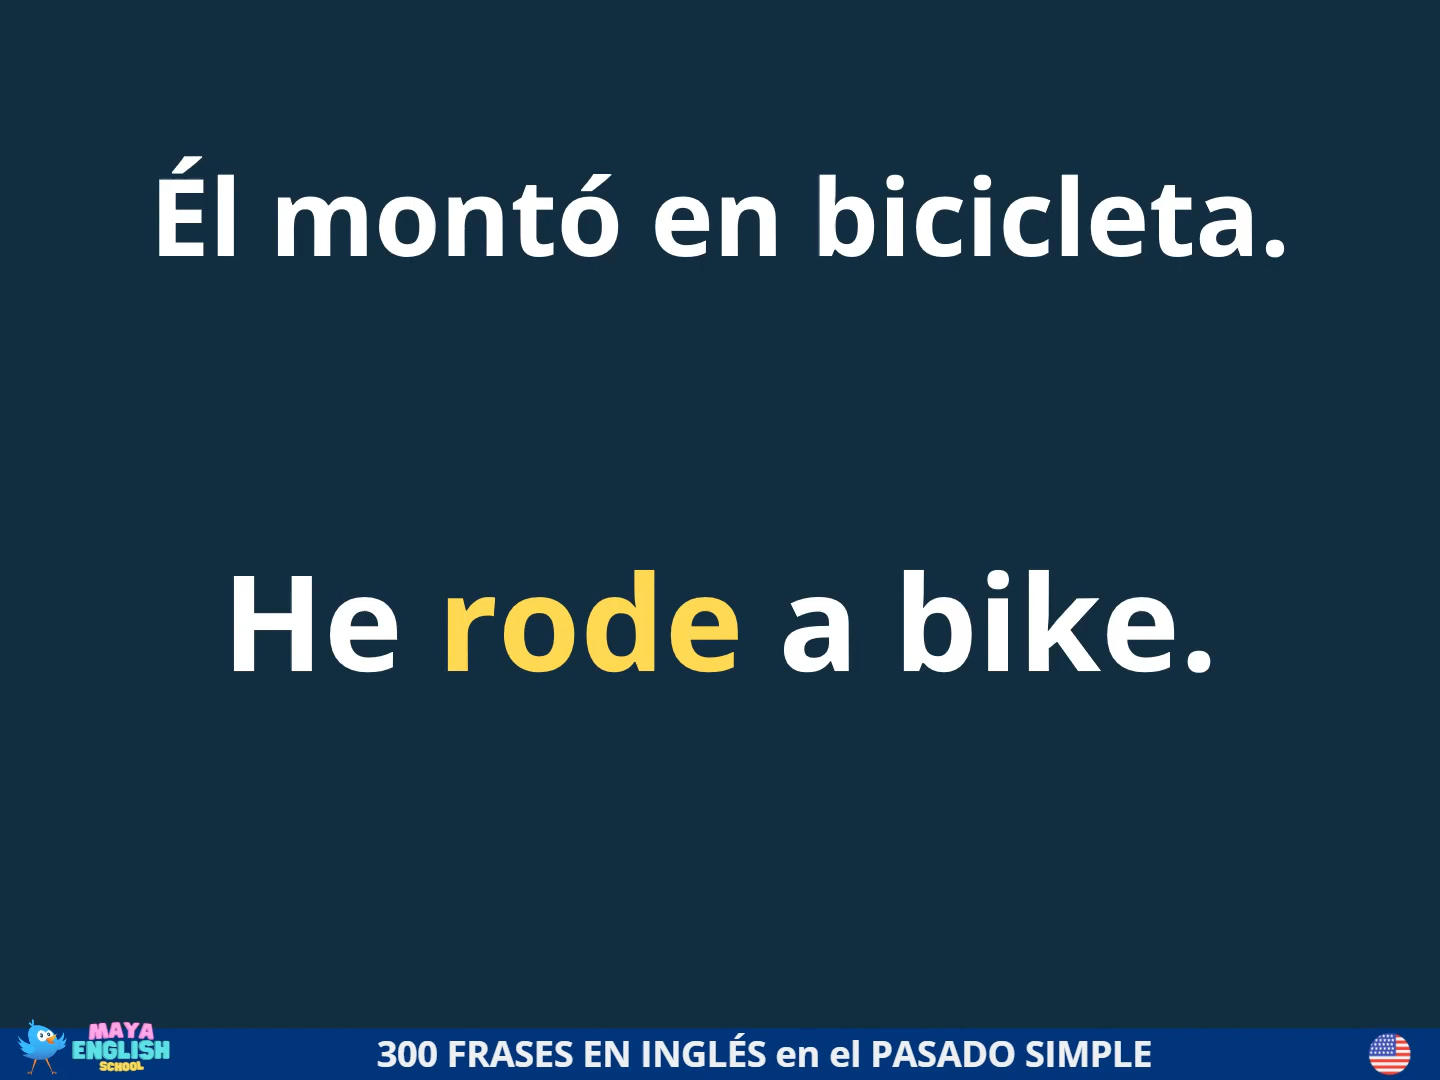 Él montó en bicicleta.
He rode a bike.
MAYA
ENGLISH
SCHOOL
300 FRASES EN INGLÉS en el PASADO SIMPLE